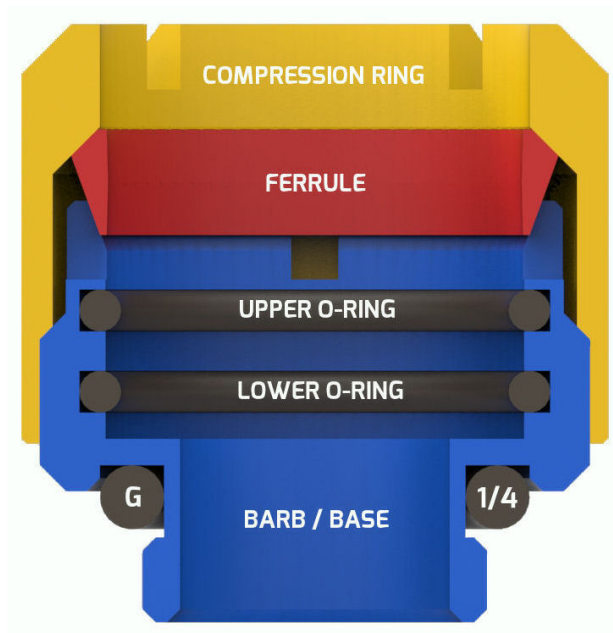 COMPRESSION RING
FERRULE
UPPER O-RING
LOWER O-RING
G
1/4
BARB / BASE